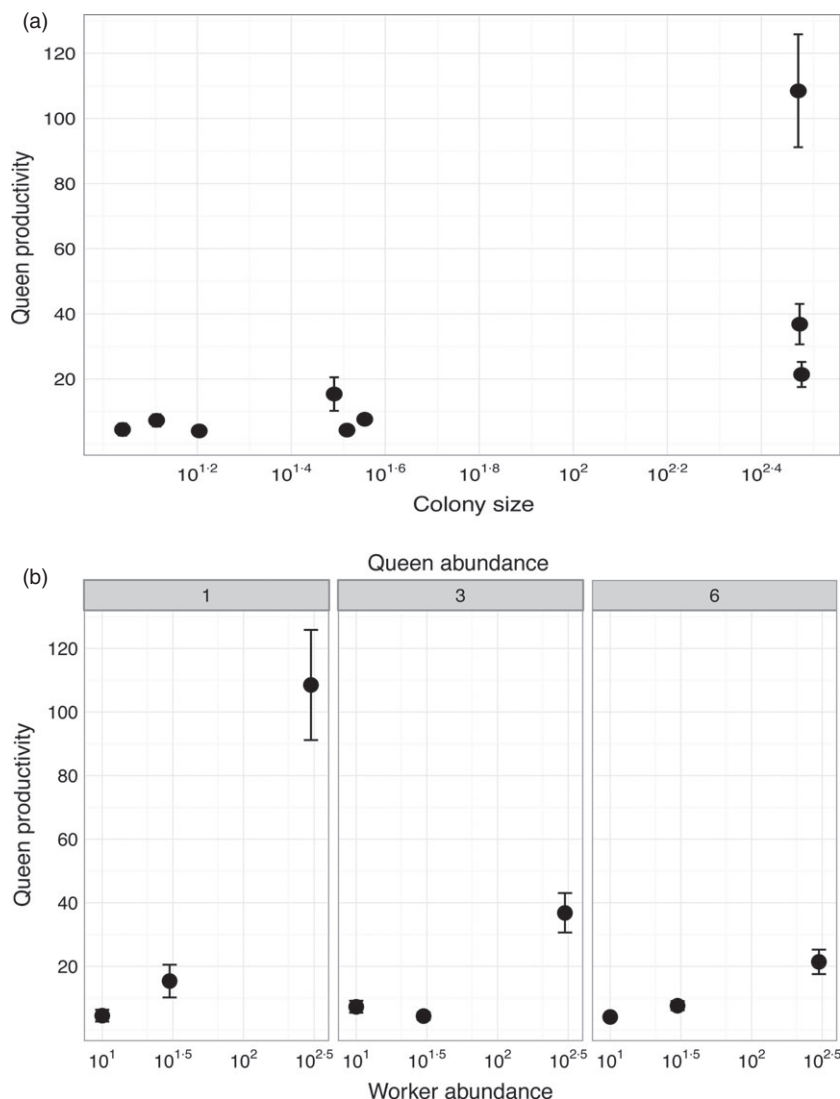 (a)
120
100
80
60
40
20
Queen productivity
10^1·2 10^1·4 10^1·6 10^1·8 10^2 10^2·2 10^2·4
Colony size
(b)
Queen abundance
1 3 6
120
100
80
60
40
20
Queen productivity
10^1 10^1·5 10^2 10^2·5 10^1 10^1·5 10^2 10^2·5 10^1 10^1·5 10^2 10^2·5
Worker abundance